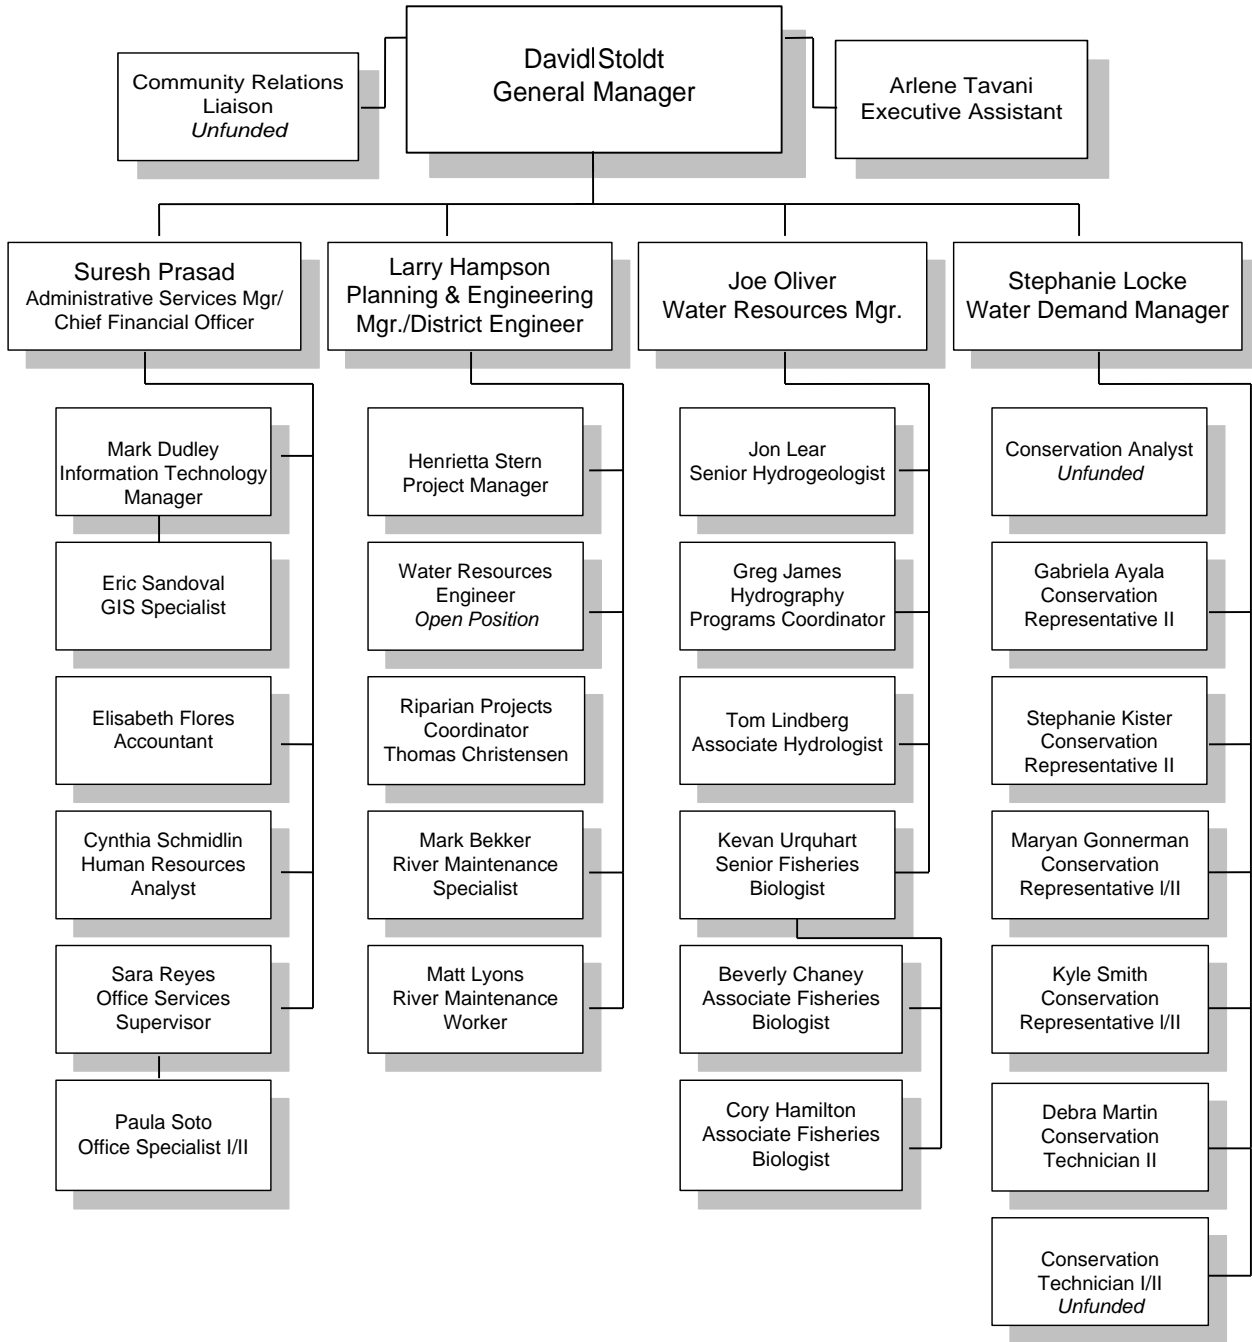 Community Relations
Liaison
Unfunded
David Stoldt
General Manager
Arlene Tavani
Executive Assistant
Suresh Prasad
Administrative Services Mgr/
Chief Financial Officer
Larry Hampson
Planning & Engineering
Mgr./District Engineer
Joe Oliver
Water Resources Mgr.
Stephanie Locke
Water Demand Manager
Mark Dudley
Information Technology
Manager
Eric Sandoval
GIS Specialist
Elisabeth Flores
Accountant
Cynthia Schmidlin
Human Resources
Analyst
Sara Reyes
Office Services
Supervisor
Paula Soto
Office Specialist I/II
Henrietta Stern
Project Manager
Water Resources
Engineer
Open Position
Riparian Projects
Coordinator
Thomas Christensen
Mark Bekker
River Maintenance
Specialist
Matt Lyons
River Maintenance
Worker
Jon Lear
Senior Hydrogeologist
Greg James
Hydrography
Programs Coordinator
Tom Lindberg
Associate Hydrologist
Kevan Urquhart
Senior Fisheries
Biologist
Beverly Chaney
Associate Fisheries
Biologist
Cory Hamilton
Associate Fisheries
Biologist
Conservation Analyst
Unfunded
Gabriela Ayala
Conservation
Representative II
Stephanie Kister
Conservation
Representative II
Maryan Gonnerman
Conservation
Representative I/II
Kyle Smith
Conservation
Representative I/II
Debra Martin
Conservation
Technician II
Conservation
Technician I/II
Unfunded